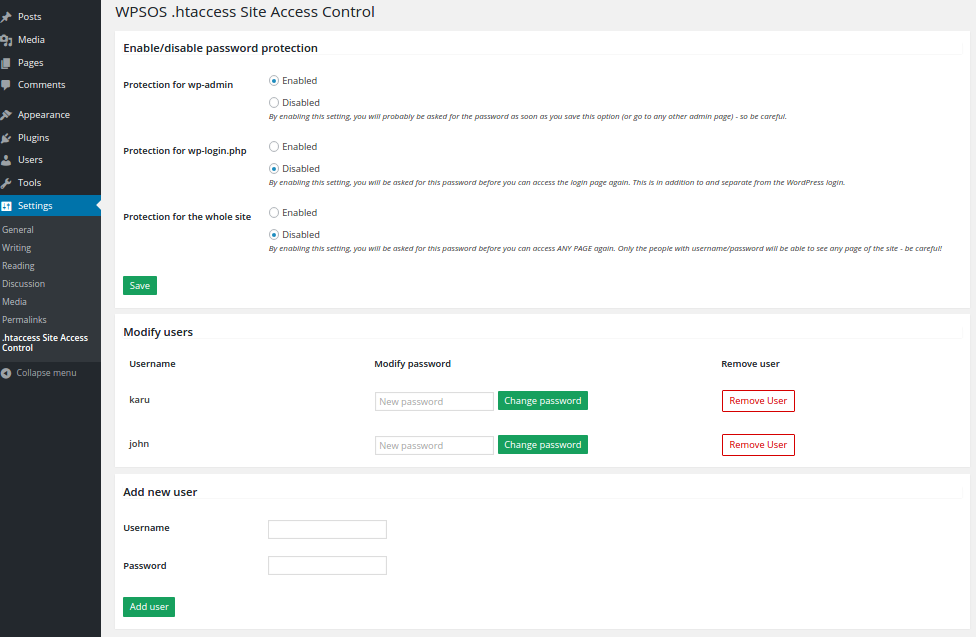 Posts
Media
Pages
Comments
Appearance
Plugins
Users
Tools
Settings
General
Writing
Reading
Discussion
Media
Permalinks
.htaccess Site Access
Control
Collapse menu
WPSOS .htaccess Site Access Control
Enable/disable password protection
Protection for wp-admin
Enabled
Disabled
By enabling this setting, you will probably be asked for the password as soon as you save this option (or go to any other admin page) - so be careful.
Protection for wp-login.php
Enabled
Disabled
By enabling this setting, you will be asked for this password before you can access the login page again. This is in addition to and separate from the WordPress login.
Protection for the whole site
Enabled
Disabled
By enabling this setting, you will be asked for this password before you can access ANY PAGE again. Only the people with username/password will be able to see any page of the site - be careful!
Save
Modify users
Username Modify password Remove user
karu New password Change password Remove User
john New password Change password Remove User
Add new user
Username
Password
Add user